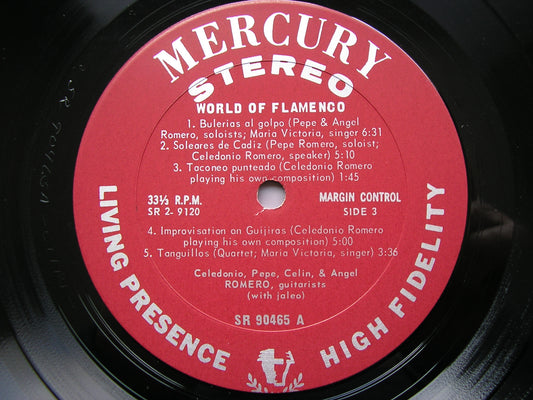 MERCURY
STEREO
WORLD OF FLAMENCO
1. Bulerias al golpo (Pepe & Angel
Romero, soloists; Maria Victoria, singer) 6:31
2. Soleares de Cadiz (Pepe Romero, soloist;
Celedonio Romero, speaker) 5:10
3. Taconeo punteado (Celedonio Romero
playing his own composition) 1:45
33⅓ R.P.M.
SR 2-9120
MARGIN CONTROL
SIDE 3
4. Improvisation on Guijiras (Celedonio Romero
playing his own composition) 5:00
5. Tanguillos (Quartet; Maria Victoria, singer) 3:36
Celedonio, Pepe, Celin, & Angel
ROMERO, guitarists
(with jaleo)
SR 90465 A
LIVING PRESENCE
HIGH FIDELITY